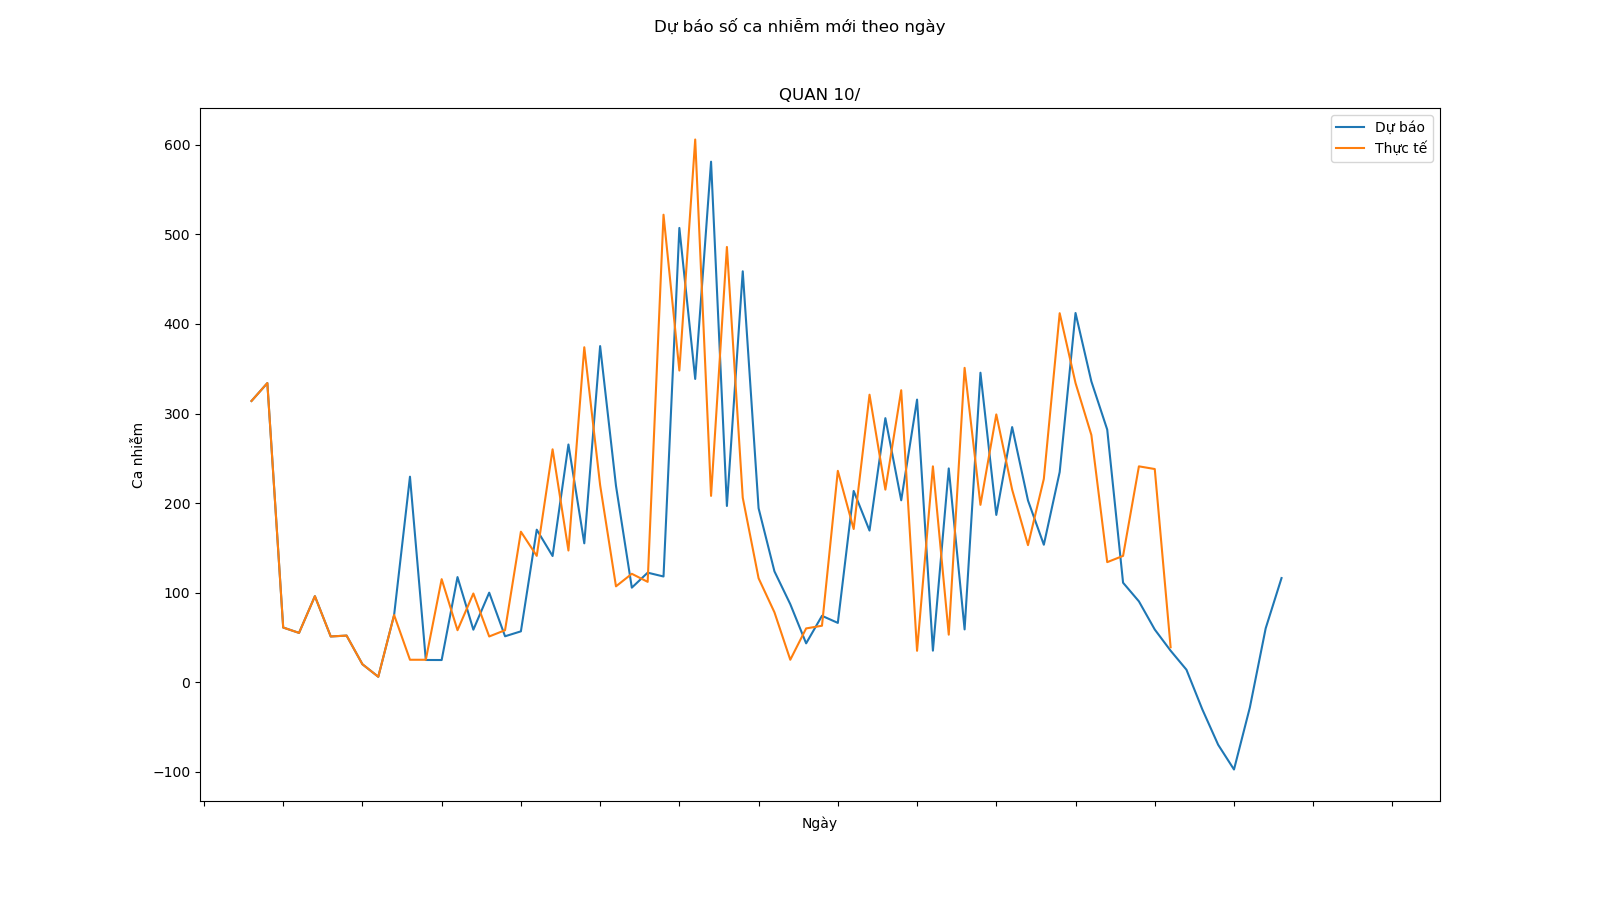 Dự báo số ca nhiễm mới theo ngày
QUAN 10/
Dự báo
Thực tế
600
500
400
300
200
100
0
−100
Ca nhiễm
Ngày